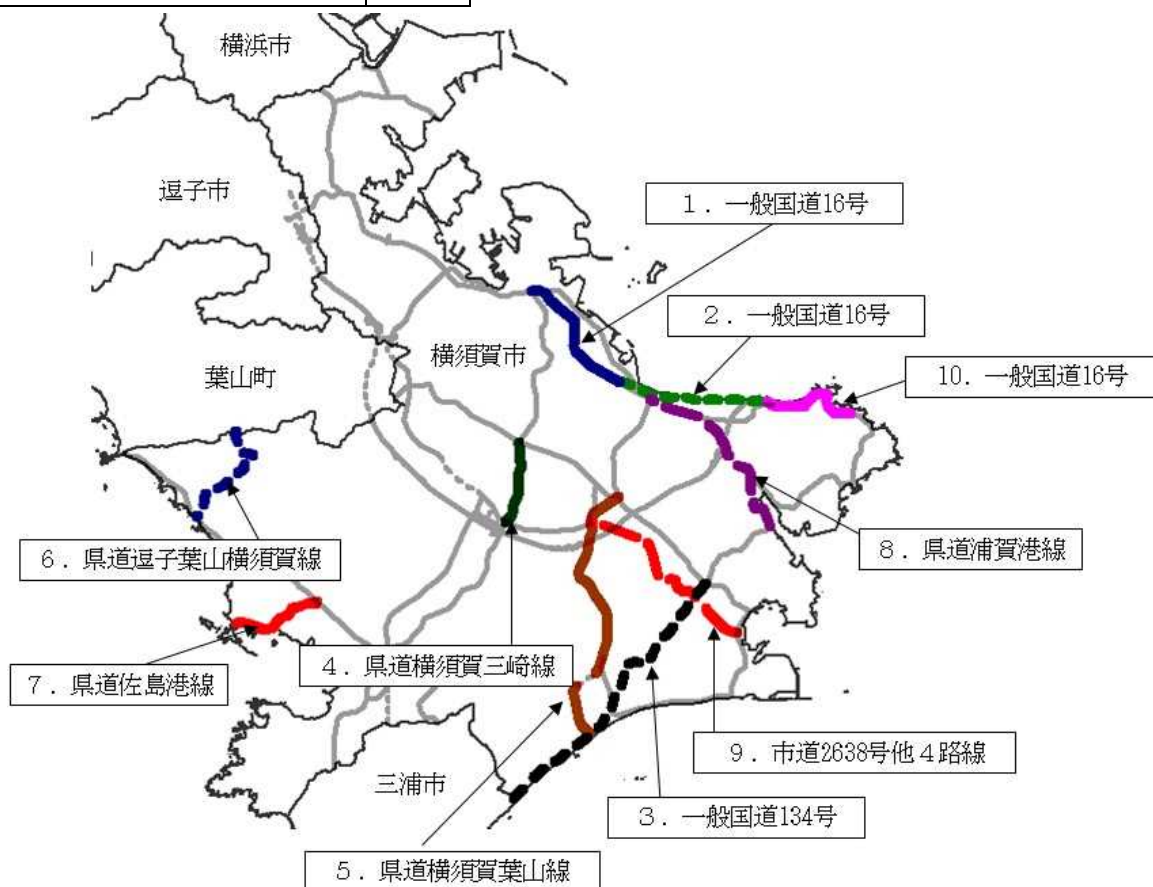 横浜市
逗子市
１．一般国道16号
２．一般国道16号
横須賀市
葉山町
10．一般国道16号
６．県道逗子葉山横須賀線
８．県道浦賀港線
４．県道横須賀三崎線
７．県道佐島港線
９．市道2638号他４路線
三浦市
３．一般国道134号
５．県道横須賀葉山線